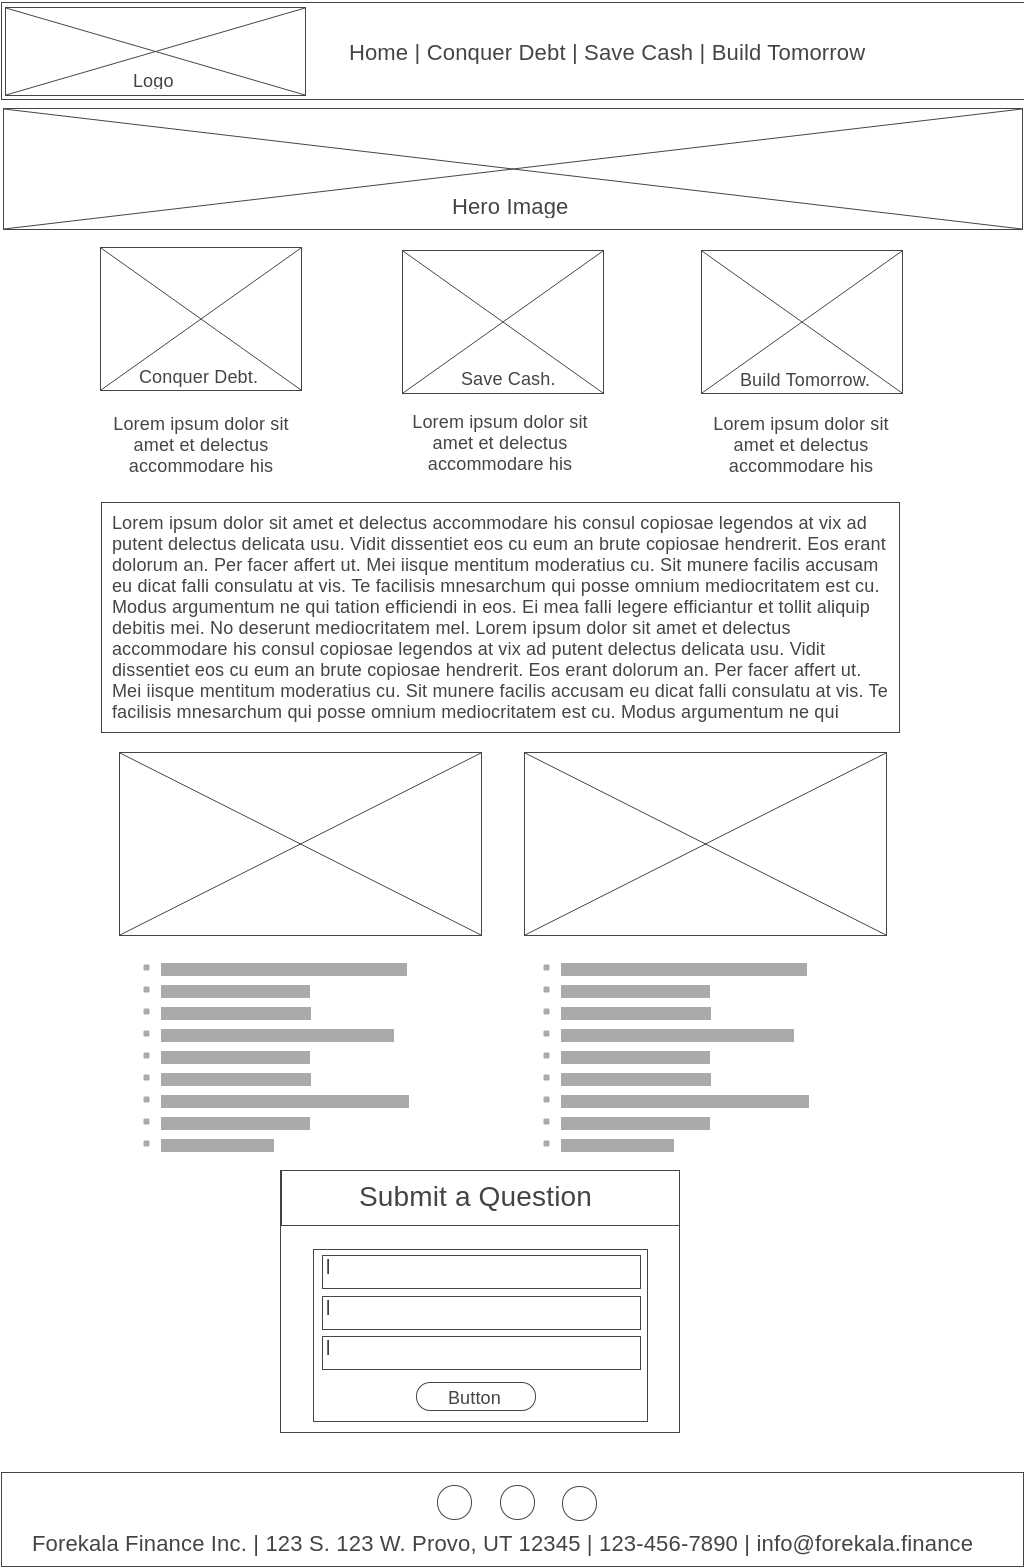 Logo
Home | Conquer Debt | Save Cash | Build Tomorrow
Hero Image
Conquer Debt.
Save Cash.
Build Tomorrow.
Lorem ipsum dolor sit
amet et delectus
accommodare his
Lorem ipsum dolor sit
amet et delectus
accommodare his
Lorem ipsum dolor sit
amet et delectus
accommodare his
Lorem ipsum dolor sit amet et delectus accommodare his consul copiosae legendos at vix ad
putent delectus delicata usu. Vidit dissentiet eos cu eum an brute copiosae hendrerit. Eos erant
dolorum an. Per facer affert ut. Mei iisque mentitum moderatius cu. Sit munere facilis accusam
eu dicat falli consulatu at vis. Te facilisis mnesarchum qui posse omnium mediocritatem est cu.
Modus argumentum ne qui tation efficiendi in eos. Ei mea falli legere efficiantur et tollit aliquip
debitis mei. No deserunt mediocritatem mel. Lorem ipsum dolor sit amet et delectus
accommodare his consul copiosae legendos at vix ad putent delectus delicata usu. Vidit
dissentiet eos cu eum an brute copiosae hendrerit. Eos erant dolorum an. Per facer affert ut.
Mei iisque mentitum moderatius cu. Sit munere facilis accusam eu dicat falli consulatu at vis. Te
facilisis mnesarchum qui posse omnium mediocritatem est cu. Modus argumentum ne qui
Submit a Question
Button
Forekala Finance Inc. | 123 S. 123 W. Provo, UT 12345 | 123-456-7890 | info@forekala.finance